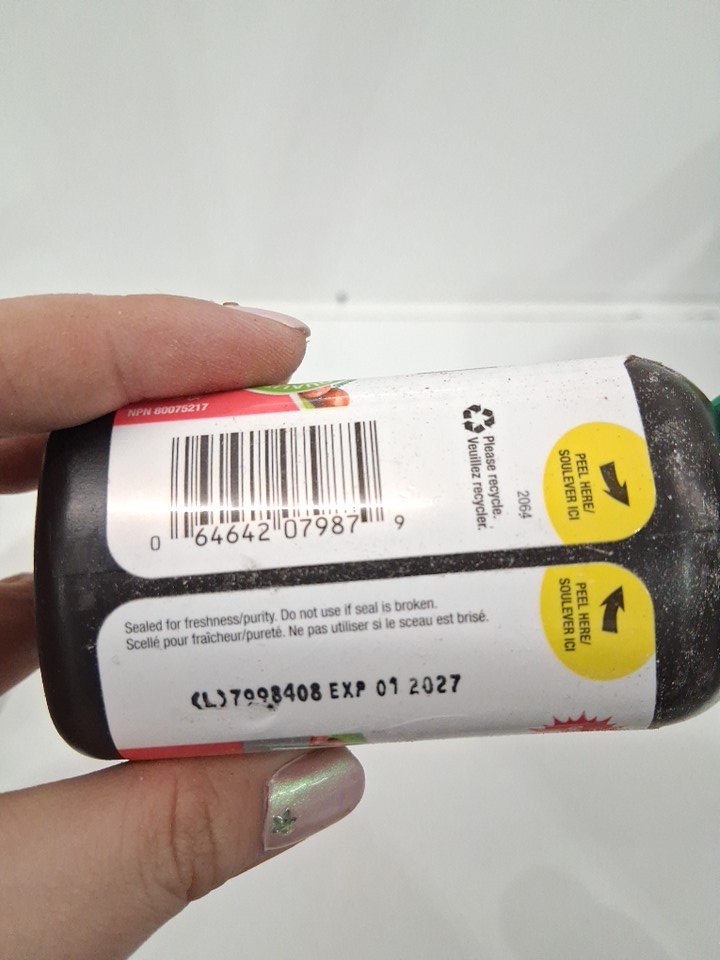 NPN 80075217
0 64642 07987 9
Please recycle.
Veuillez recycler.
2064
PEEL HERE/
SOULEVER ICI
PEEL HERE/
SOULEVER ICI
Sealed for freshness/purity. Do not use if seal is broken.
Scellé pour fraîcheur/pureté. Ne pas utiliser si le sceau est brisé.
(L)7998408 EXP 01 2027